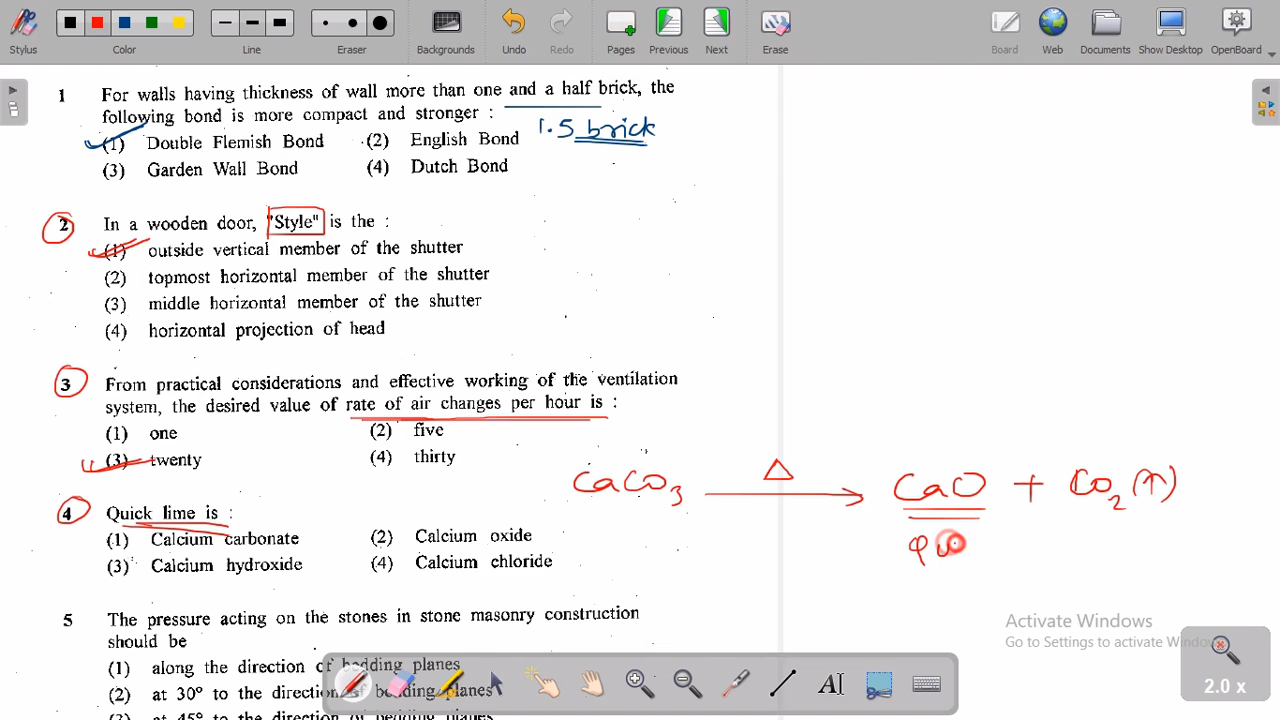 Stylus Color Line Eraser Backgrounds Undo Redo Pages Previous Next Erase Board Web Documents Show Desktop OpenBoard
1 For walls having thickness of wall more than one and a half brick, the
following bond is more compact and stronger :
1.5 brick
(1) Double Flemish Bond (2) English Bond
(3) Garden Wall Bond (4) Dutch Bond
2 In a wooden door, "Style" is the :
(1) outside vertical member of the shutter
(2) topmost horizontal member of the shutter
(3) middle horizontal member of the shutter
(4) horizontal projection of head
3 From practical considerations and effective working of the ventilation
system, the desired value of rate of air changes per hour is :
(1) one (2) five
(3) twenty (4) thirty
CaCO3 △ → CaO + CO2(↑)
4 Quick lime is :
(1) Calcium carbonate (2) Calcium oxide
(3) Calcium hydroxide (4) Calcium chloride
5 The pressure acting on the stones in stone masonry construction
should be
(1) along the direction of bedding planes
(2) at 30° to the direction of bedding planes
(3) at 45° to the direction of bedding planes
Activate Windows
Go to Settings to activate Windows
2.0 x